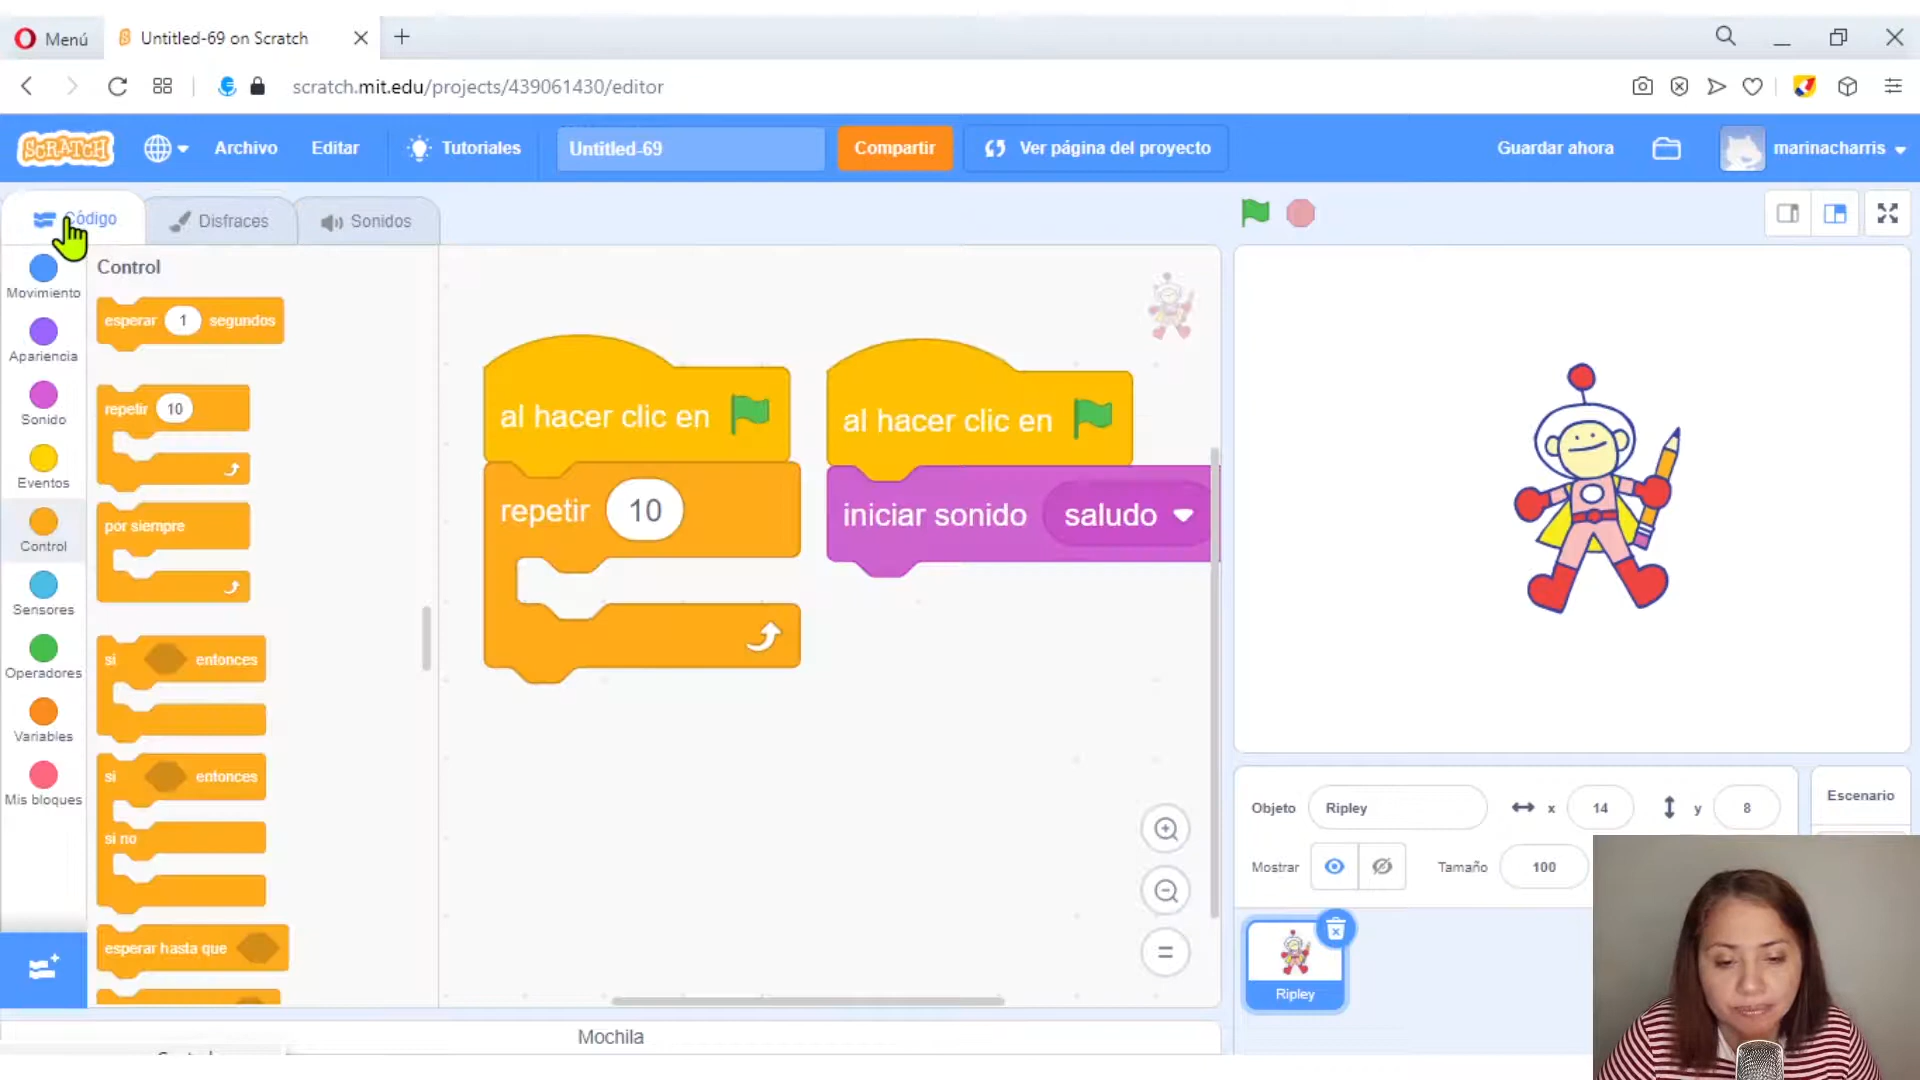 Menú
Untitled-69 on Scratch
scratch.mit.edu/projects/439061430/editor
SCRATCH
Archivo
Editar
Tutoriales
Untitled-69
Compartir
Ver página del proyecto
Guardar ahora
marinacharris
Código
Disfraces
Sonidos
Movimiento
Apariencia
Sonido
Eventos
Control
Sensores
Operadores
Variables
Mis bloques
Control
esperar 1 segundos
repetir 10
por siempre
si entonces
si entonces
si no
esperar hasta que
al hacer clic en
repetir 10
al hacer clic en
iniciar sonido saludo
Mochila
Objeto Ripley x 14 y 8
Mostrar Tamaño 100
Ripley
Escenario